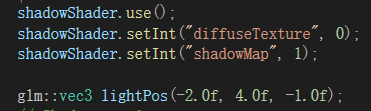 shadowShader.use();
shadowShader.setInt("diffuseTexture", 0);
shadowShader.setInt("shadowMap", 1);
glm::vec3 lightPos(-2.0f, 4.0f, -1.0f);